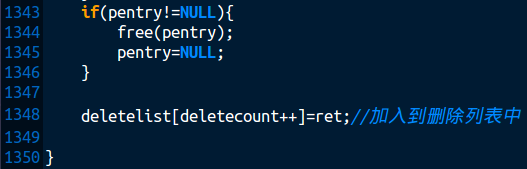 1343 if(pentry!=NULL){
1344 free(pentry);
1345 pentry=NULL;
1346 }
1347
1348 deletelist[deletecount++]=ret;//加入到删除列表中
1349
1350 }